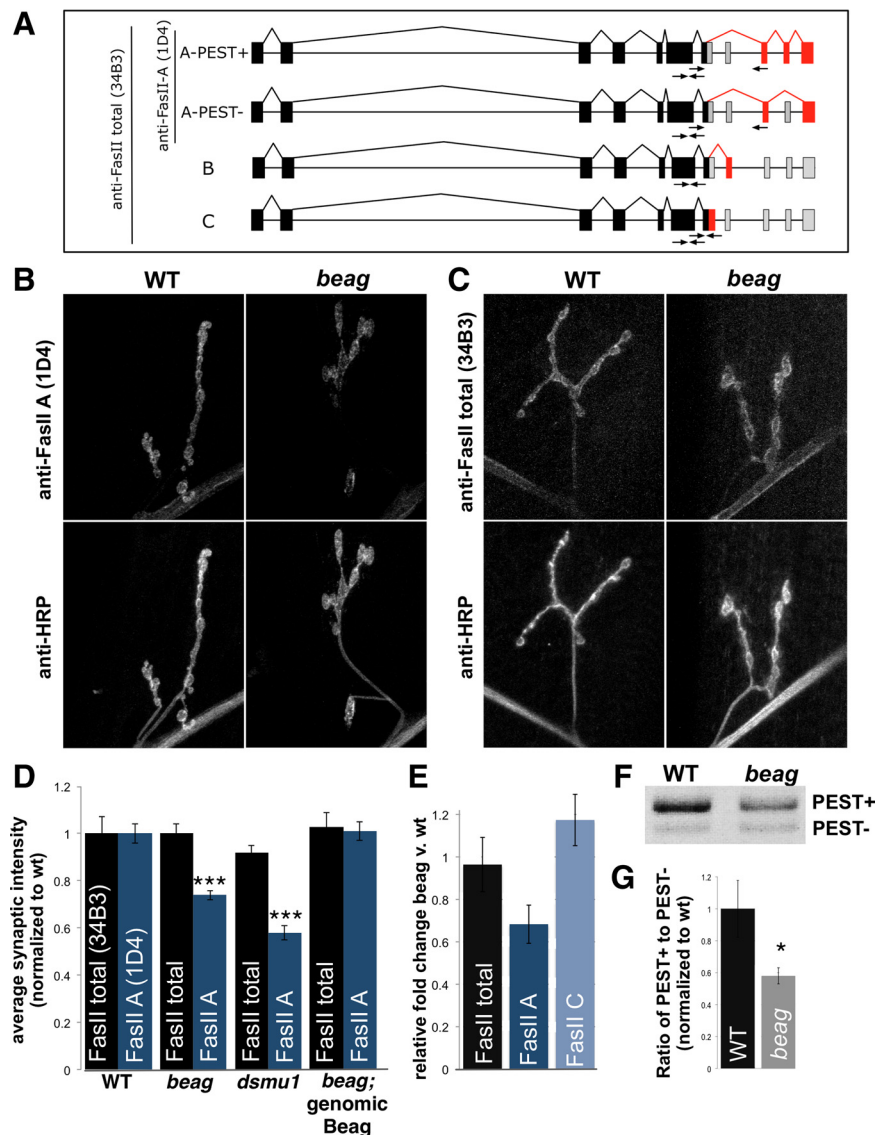 A
anti-FasII total (34B3)
anti-FasII-A (1D4)
A-PEST+
A-PEST-
B
C
B
WT
beag
C
WT
beag
anti-FasII A (1D4)
anti-HRP
anti-FasII total (34B3)
anti-HRP
D
average synaptic intensity
(normalized to wt)
1.2
1
0.8
0.6
0.4
0.2
0
***
***
FasII total (34B3)
FasII A (1D4)
FasII total
FasII A
FasII total
FasII A
FasII total
FasII A
WT
beag
dsmu1
beag;
genomic
Beag
E
relative fold change beag v. wt
1.2
1
0.8
0.6
0.4
0.2
0
FasII total
FasII A
FasII C
F
WT
beag
PEST+
PEST-
G
Ratio of PEST+ to PEST-
(normalized to wt)
1.2
1
0.8
0.6
0.4
0.2
0
*
WT
beag